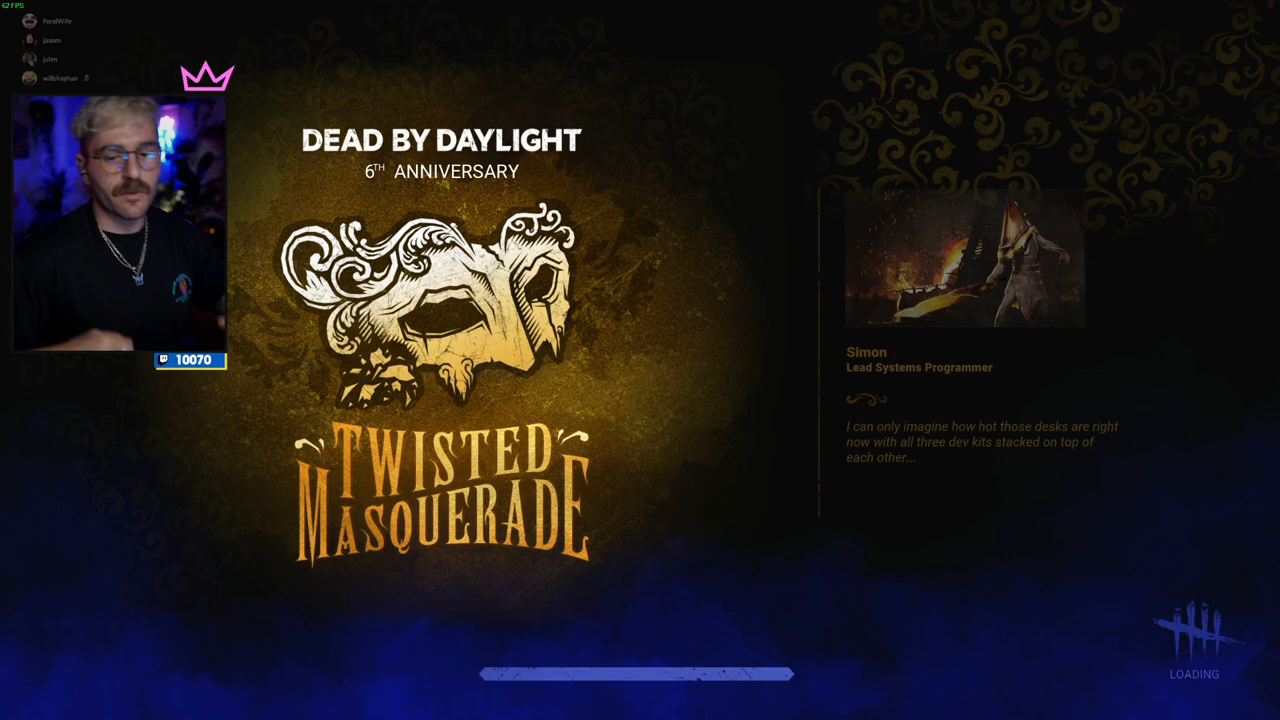 62 FPS
FeralWife
jasom
julen
willshayhan
10070
DEAD BY DAYLIGHT
6TH ANNIVERSARY
TWISTED
MASQUERADE
Simon
Lead Systems Programmer
I can only imagine how hot those desks are right
now with all three dev kits stacked on top of
each other...
LOADING